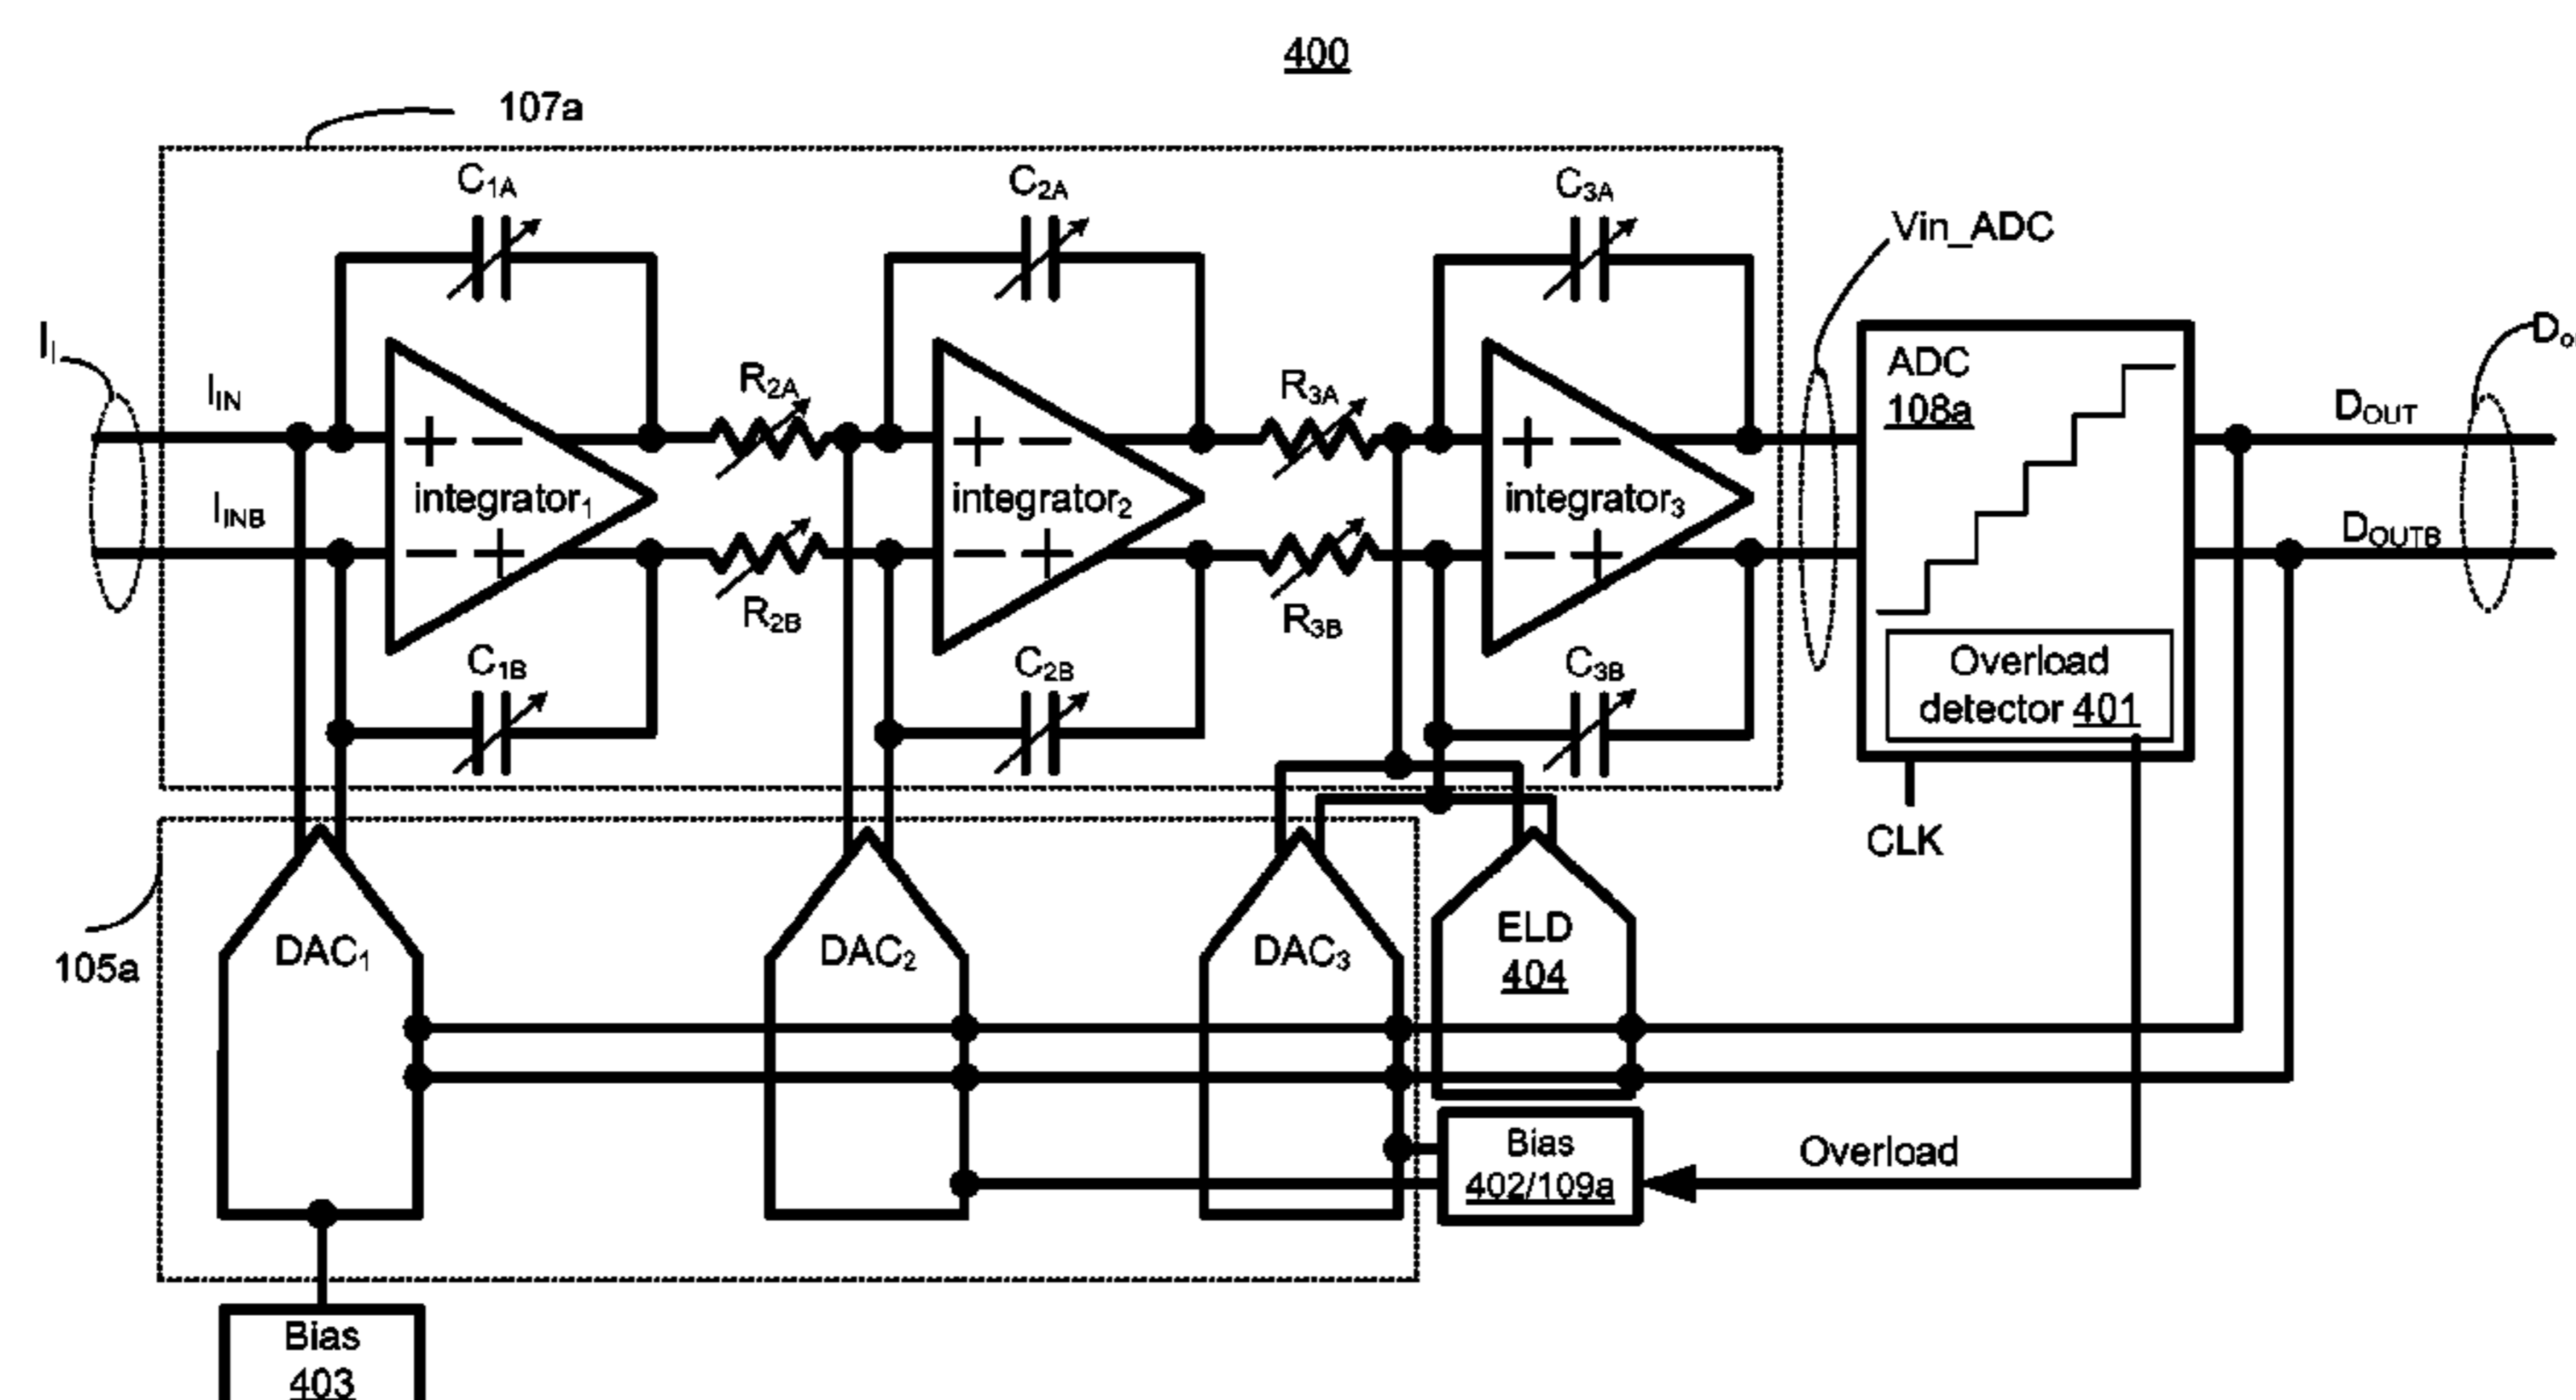 400
107a
C1A
C2A
C3A
Vin_ADC
II
IIN
R2A
R3A
ADC
108a
DOUT
+ −
+ −
+ −
integrator1
integrator2
integrator3
IINB
DOUTB
− +
− +
− +
R2B
R3B
C1B
C2B
C3B
Overload
detector 401
CLK
105a
DAC1
DAC2
DAC3
ELD
404
Bias
402/109a
Overload
Bias
403